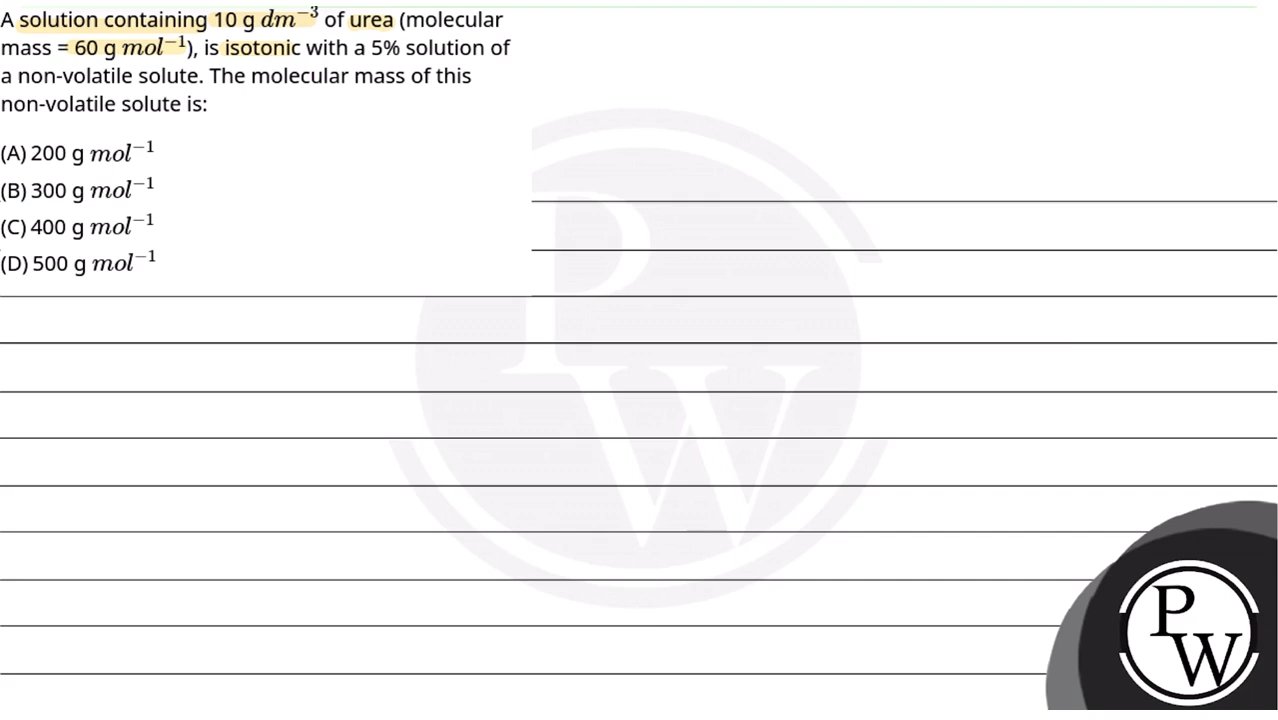 A solution containing 10 g dm⁻³ of urea (molecular
mass = 60 g mol⁻¹), is isotonic with a 5% solution of
a non-volatile solute. The molecular mass of this
non-volatile solute is:
(A) 200 g mol⁻¹
(B) 300 g mol⁻¹
(C) 400 g mol⁻¹
(D) 500 g mol⁻¹
P
W
P
W